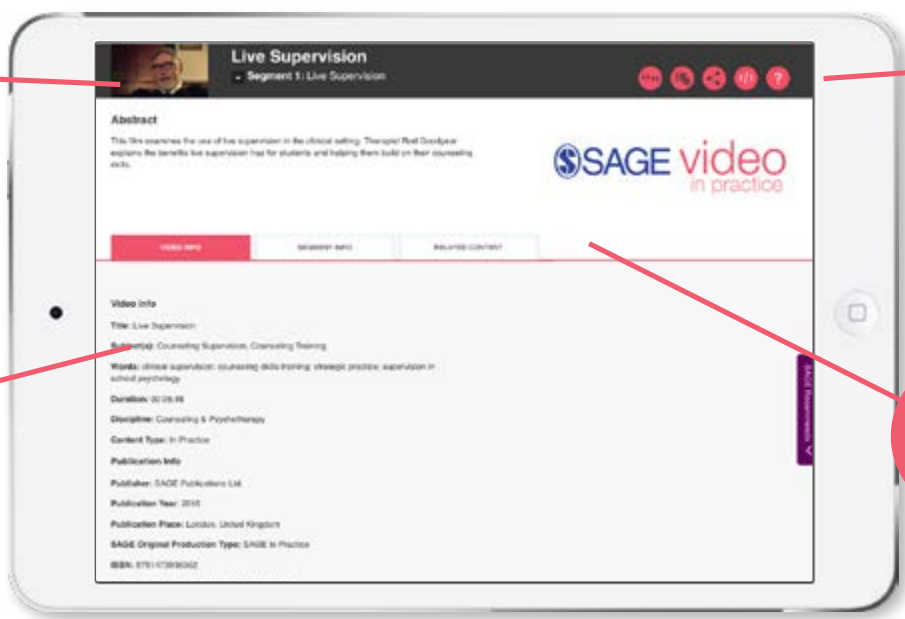 Live Supervision
Segment 1: Live Supervision
Abstract
This film examines the use of live supervision in the clinical setting. Therapist Rod Goodyear
explains the benefits live supervision has for students and helping them build on their counseling
skills.
SAGE video
in practice
VIDEO INFO
SEGMENT INFO
RELATED CONTENT
Video Info
Title: Live Supervision
Subject(s): Counseling Supervision, Counseling Training
Words: clinical supervision, counseling skills training, strategic practice, supervision in
school psychology
Duration:
Discipline: Counseling & Psychotherapy
Content Type: In Practice
Publication Info
Publisher: SAGE Publications Ltd.
Publication Year:
Publication Place: London, United Kingdom
SAGE Original Production Type: SAGE In Practice
ISBN:
SAGE Researchtools
?